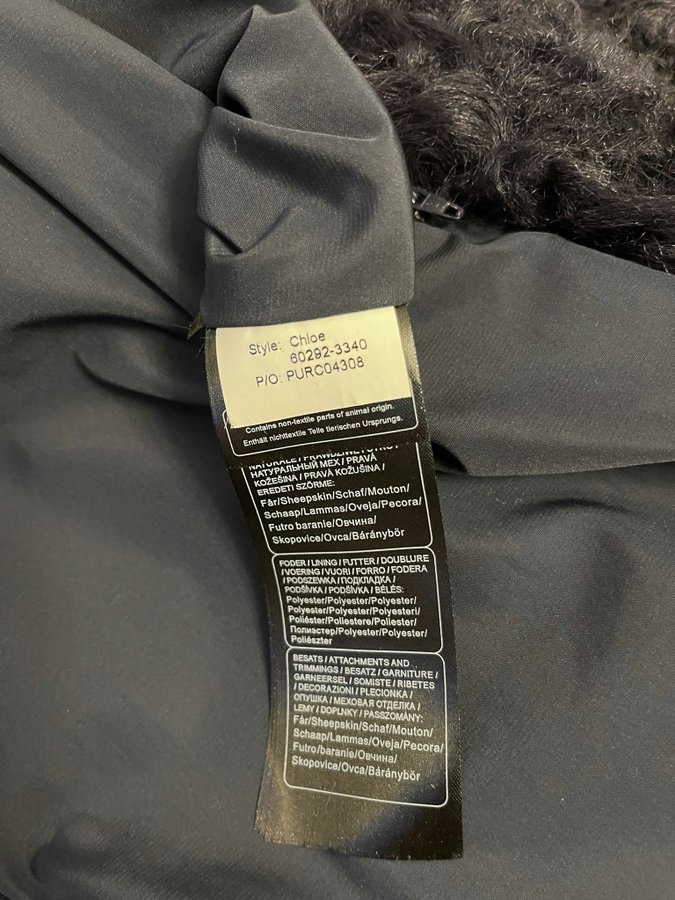 Style: Chloe
60292-3340
P/O: PURC04308
Contains non-textile parts of animal origin.
Enthält nichttextile Teile tierischen Ursprungs.
НАТУРАЛЬНЫЙ МЕХ / PRAVÁ
KOŽEŠINA / PRAVÁ KOŽUŠINA /
EREDETI SZŐRME:
Får/Sheepskin/Schaf/Mouton/
Schaap/Lammas/Oveja/Pecora/
Futro baranie/Овчина/
Skopovice/Ovca/Báránybőr
FODER / LINING / FUTTER / DOUBLURE
/ VOERING / VUORI / FORRO / FODERA
/ PODSZEWKA / ПОДКЛАДКА /
PODŠÍVKA / PODŠÍVKA / BÉLÉS:
Polyester/Polyester/Polyester/
Polyester/Polyester/Polyesteri/
Poliéster/Poliestere/Poliester/
Полиэстер/Polyester/Polyester/
Poliészter
BESATS / ATTACHMENTS AND
TRIMMINGS / BESATZ / GARNITURE /
GARNEERSEL / SOMISTE / RIBETES
/ DECORAZIONI / PLECIONKA /
ОПУШКА / МЕХОВАЯ ОТДЕЛКА /
LEMY / DOPLNKY / PASSZOMÁNY:
Får/Sheepskin/Schaf/Mouton/
Schaap/Lammas/Oveja/Pecora/
Futro/baranie/Овчина/
Skopovice/Ovca/Báránybőr